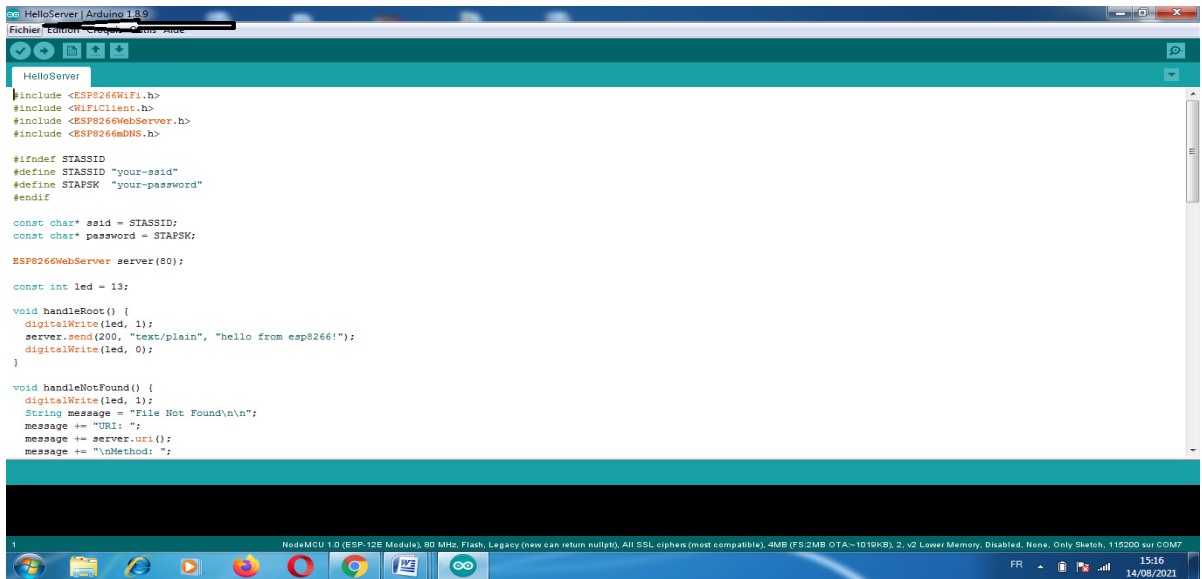 HelloServer | Arduino 1.8.9
Fichier Édition Croquis Outils Aide
HelloServer
#include <ESP8266WiFi.h>
#include <WiFiClient.h>
#include <ESP8266WebServer.h>
#include <ESP8266mDNS.h>
#ifndef STASSID
#define STASSID "your-ssid"
#define STAPSK  "your-password"
#endif
const char* ssid = STASSID;
const char* password = STAPSK;
ESP8266WebServer server(80);
const int led = 13;
void handleRoot() {
  digitalWrite(led, 1);
  server.send(200, "text/plain", "hello from esp8266!");
  digitalWrite(led, 0);
}
void handleNotFound() {
  digitalWrite(led, 1);
  String message = "File Not Found\n\n";
  message += "URI: ";
  message += server.uri();
  message += "\nMethod: ";
1
NodeMCU 1.0 (ESP-12E Module), 80 MHz, Flash, Legacy (new can return nullptr), All SSL ciphers (most compatible), 4MB (FS:2MB OTA:~1019KB), 2, v2 Lower Memory, Disabled, None, Only Sketch, 115200 sur COM7
FR
15:16
14/08/2021